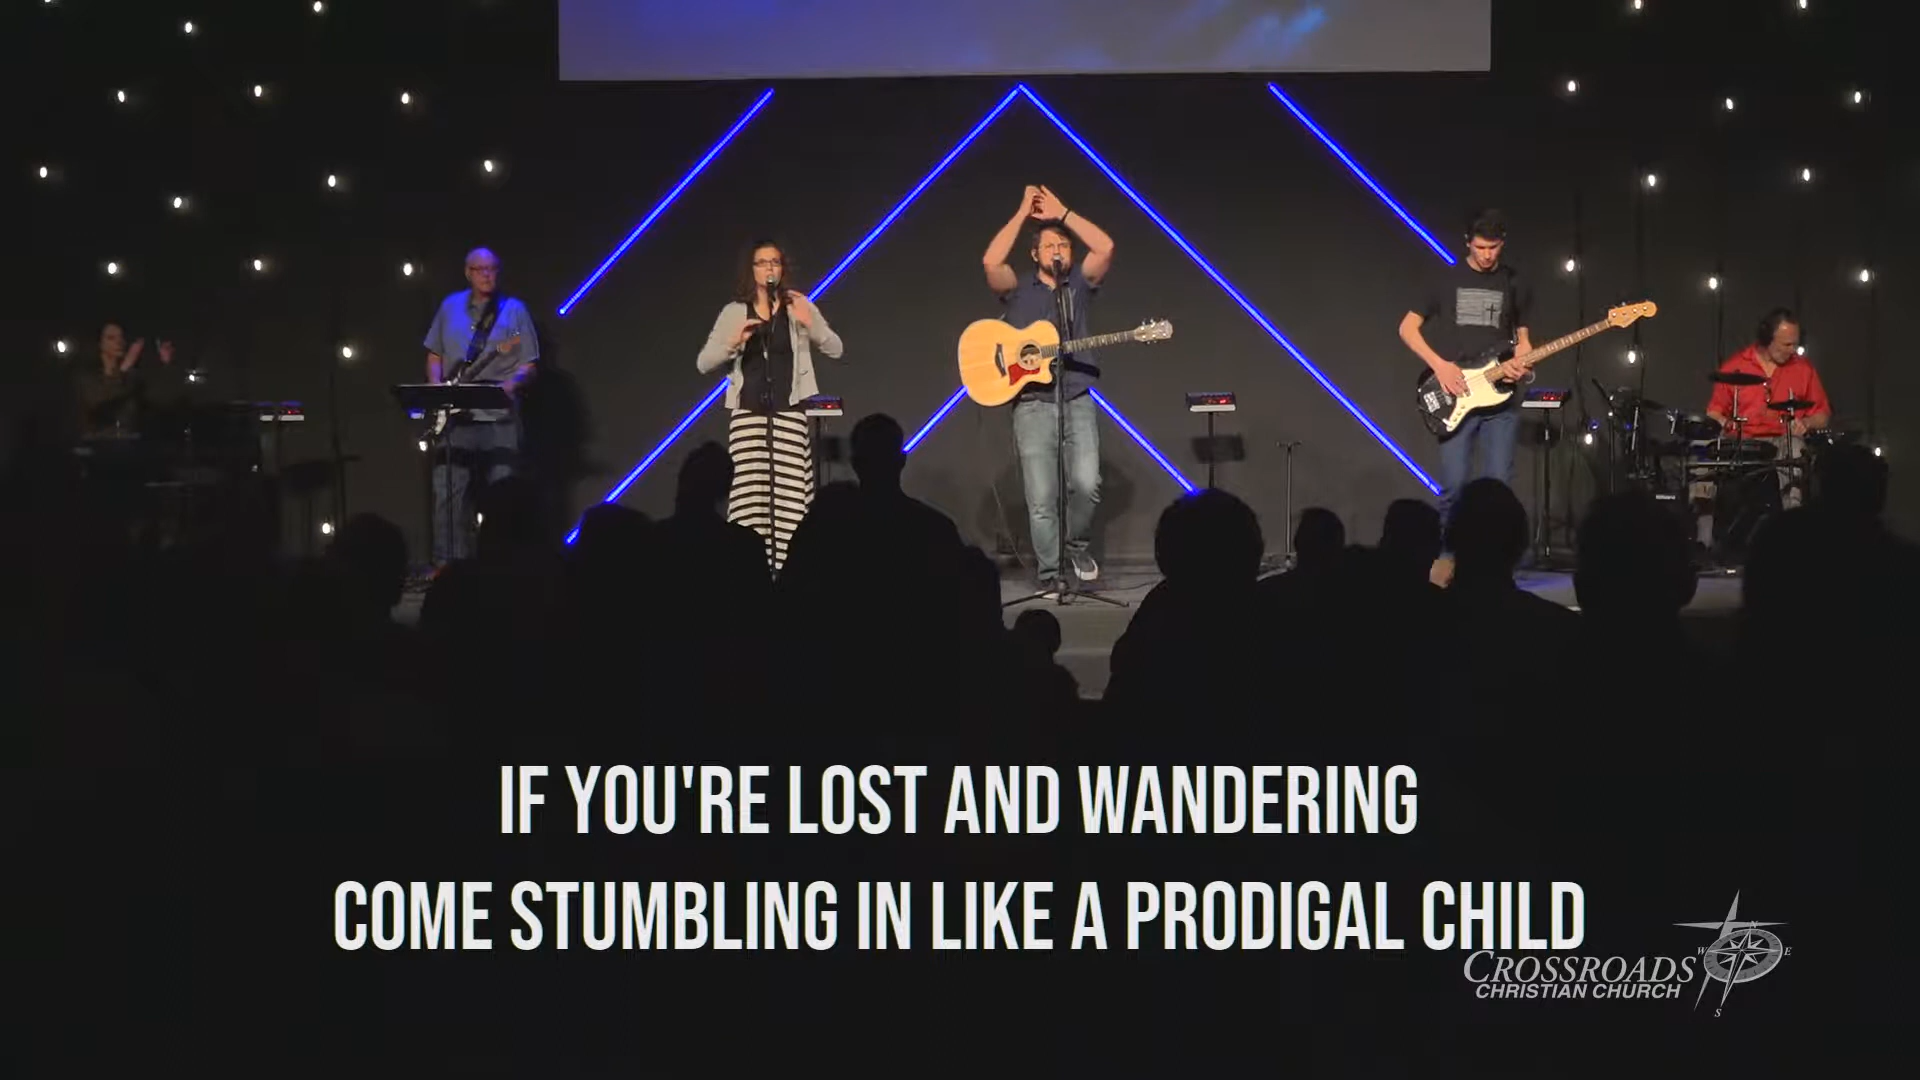 IF YOU'RE LOST AND WANDERING
COME STUMBLING IN LIKE A PRODIGAL CHILD
CROSSROADS
CHRISTIAN CHURCH
N
W
E
S